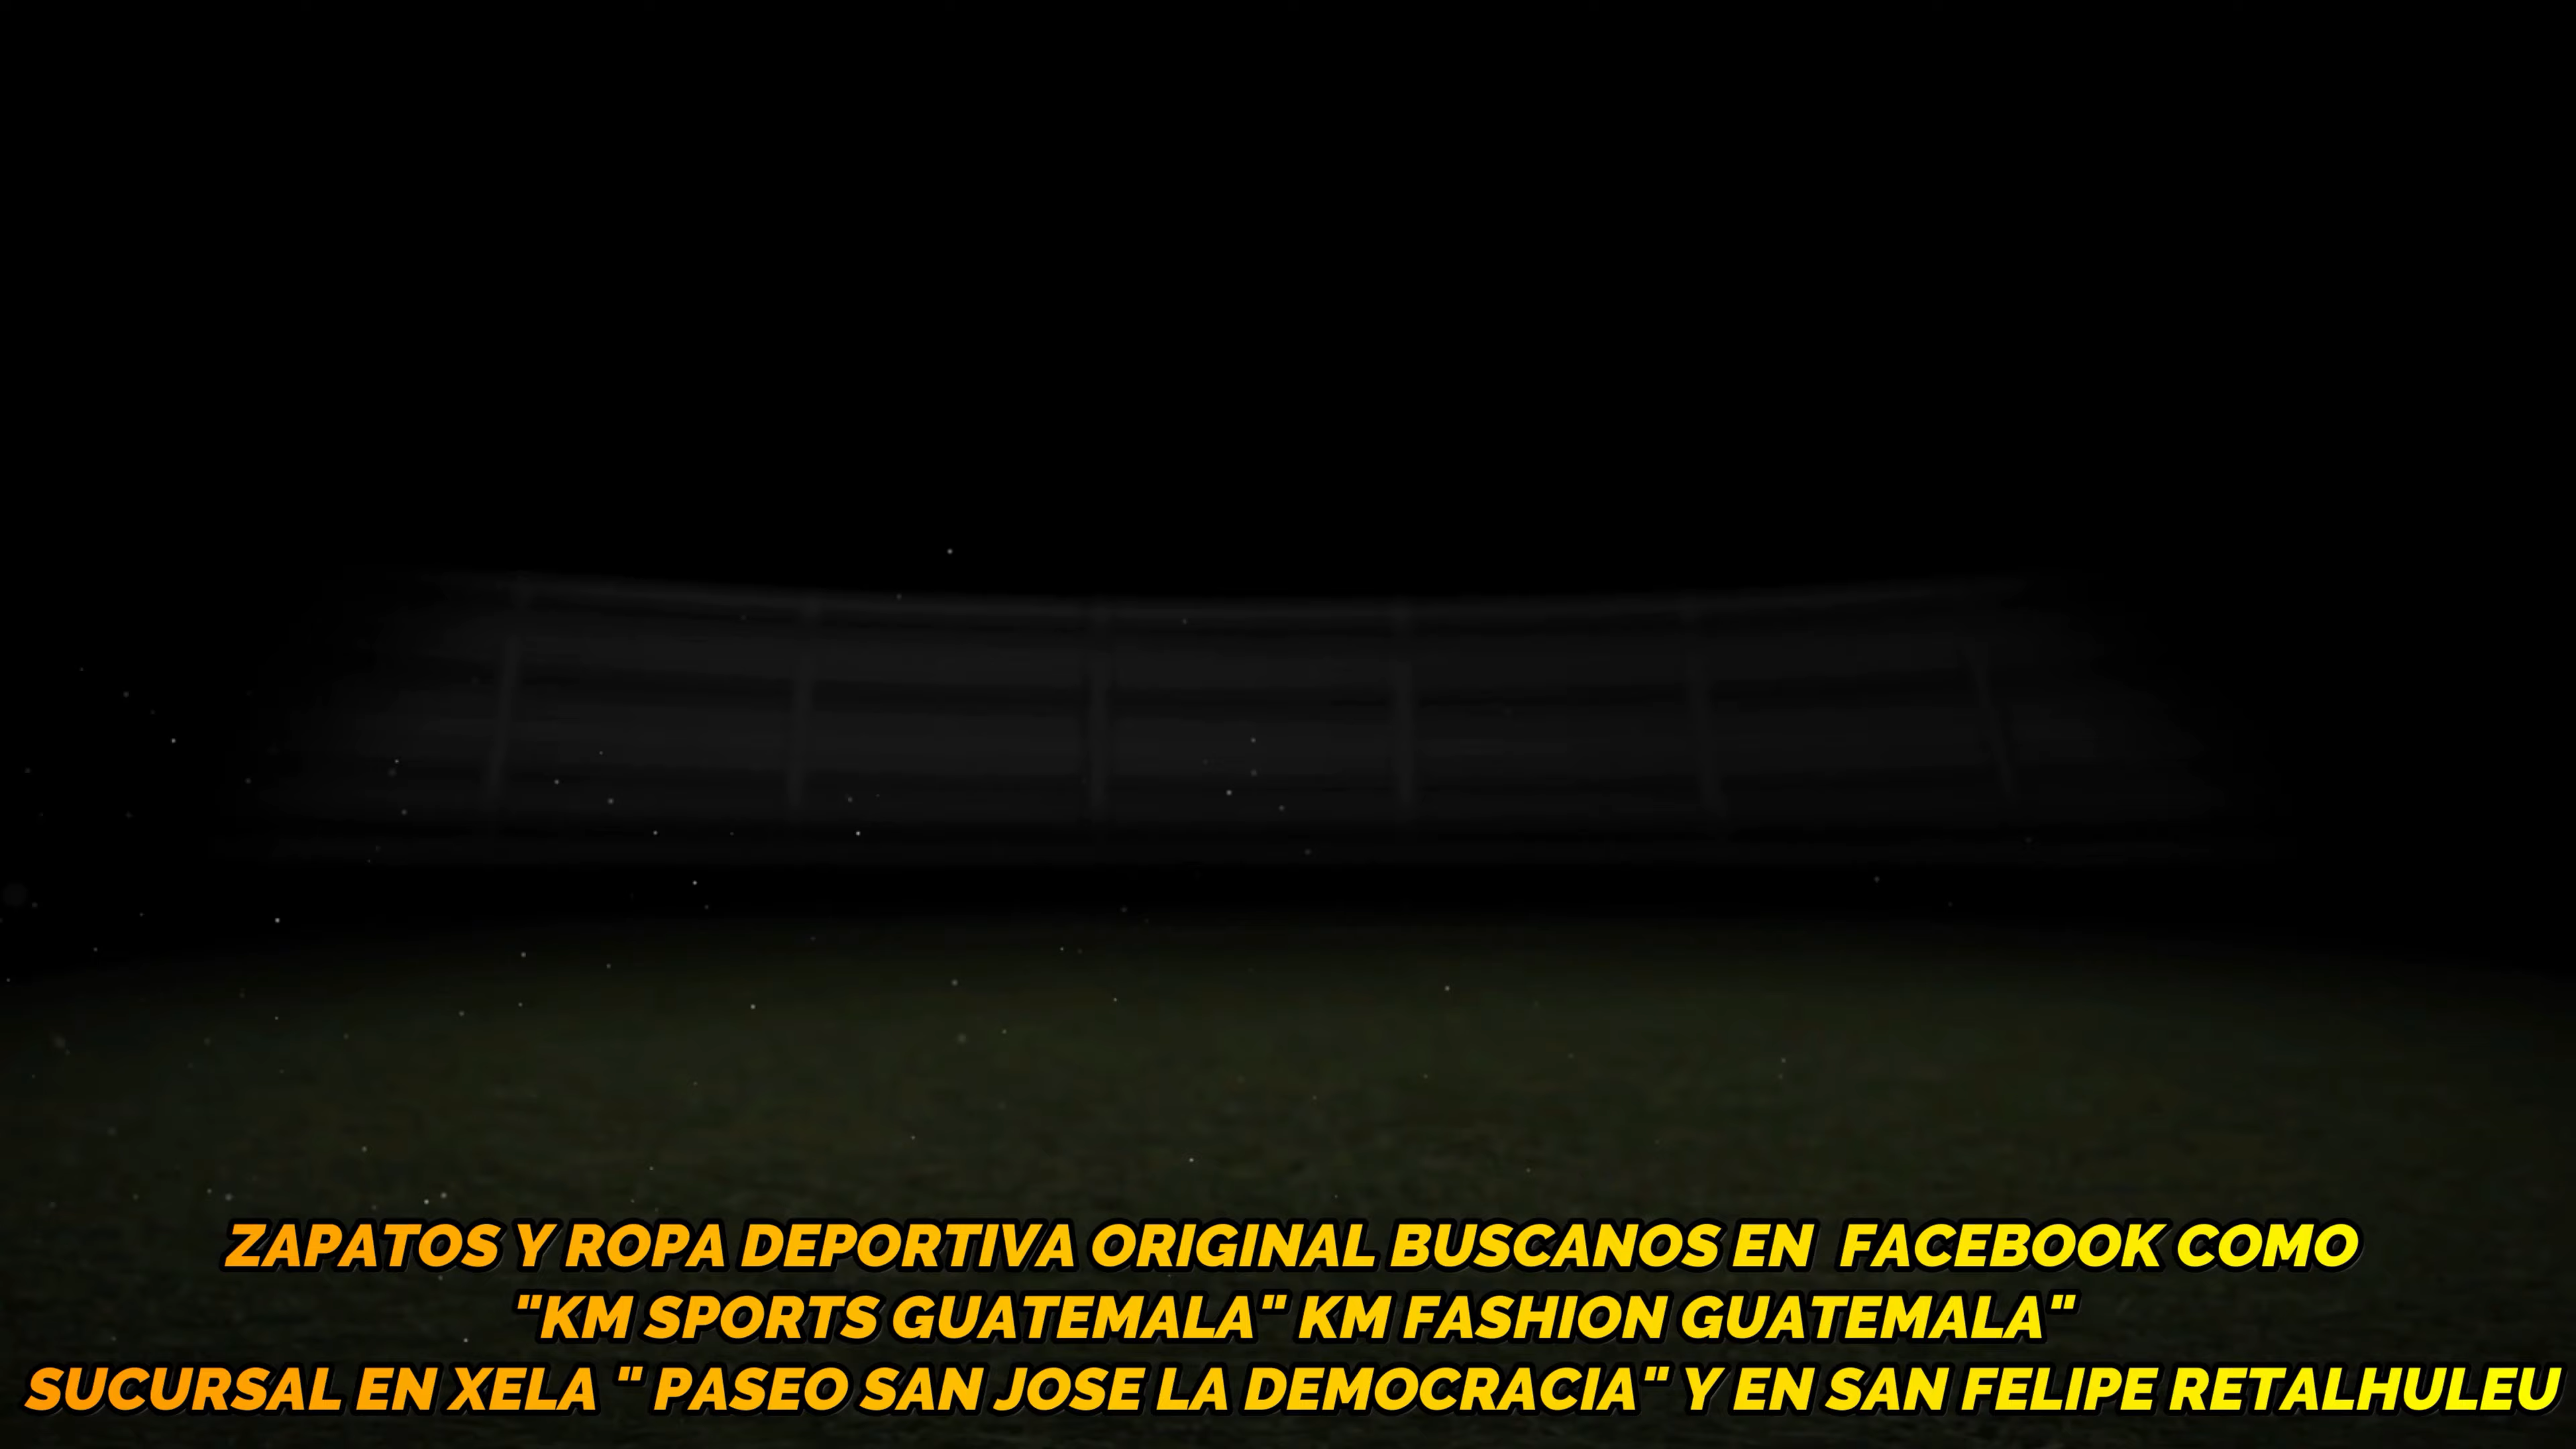 ZAPATOS Y ROPA DEPORTIVA ORIGINAL BUSCANOS EN  FACEBOOK COMO
"KM SPORTS GUATEMALA" KM FASHION GUATEMALA"
SUCURSAL EN XELA " PASEO SAN JOSE LA DEMOCRACIA" Y EN SAN FELIPE RETALHULEU